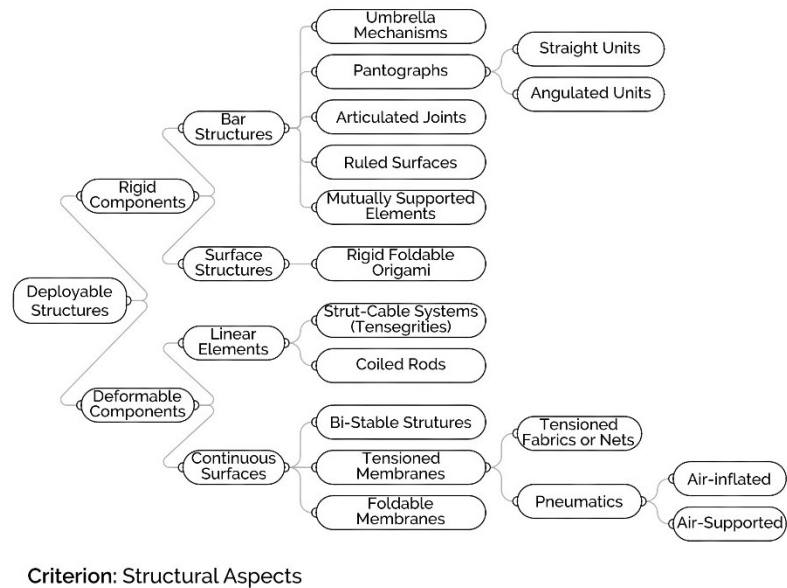 Umbrella
Mechanisms
Straight Units
Pantographs
Angulated Units
Bar
Structures
Articulated Joints
Ruled Surfaces
Rigid
Components
Mutually Supported
Elements
Surface
Structures
Rigid Foldable
Origami
Deployable
Structures
Strut-Cable Systems
(Tensegrities)
Linear
Elements
Coiled Rods
Deformable
Components
Bi-Stable Strutures
Tensioned
Fabrics or Nets
Continuous
Surfaces
Tensioned
Membranes
Air-inflated
Pneumatics
Foldable
Membranes
Air-Supported
Criterion: Structural Aspects